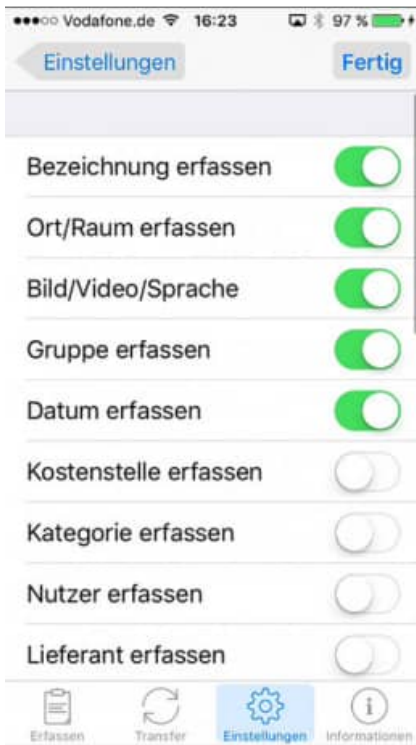 Vodafone.de 16:23 97 %
Einstellungen Fertig
Bezeichnung erfassen
Ort/Raum erfassen
Bild/Video/Sprache
Gruppe erfassen
Datum erfassen
Kostenstelle erfassen
Kategorie erfassen
Nutzer erfassen
Lieferant erfassen
Erfassen Transfer Einstellungen Informationen